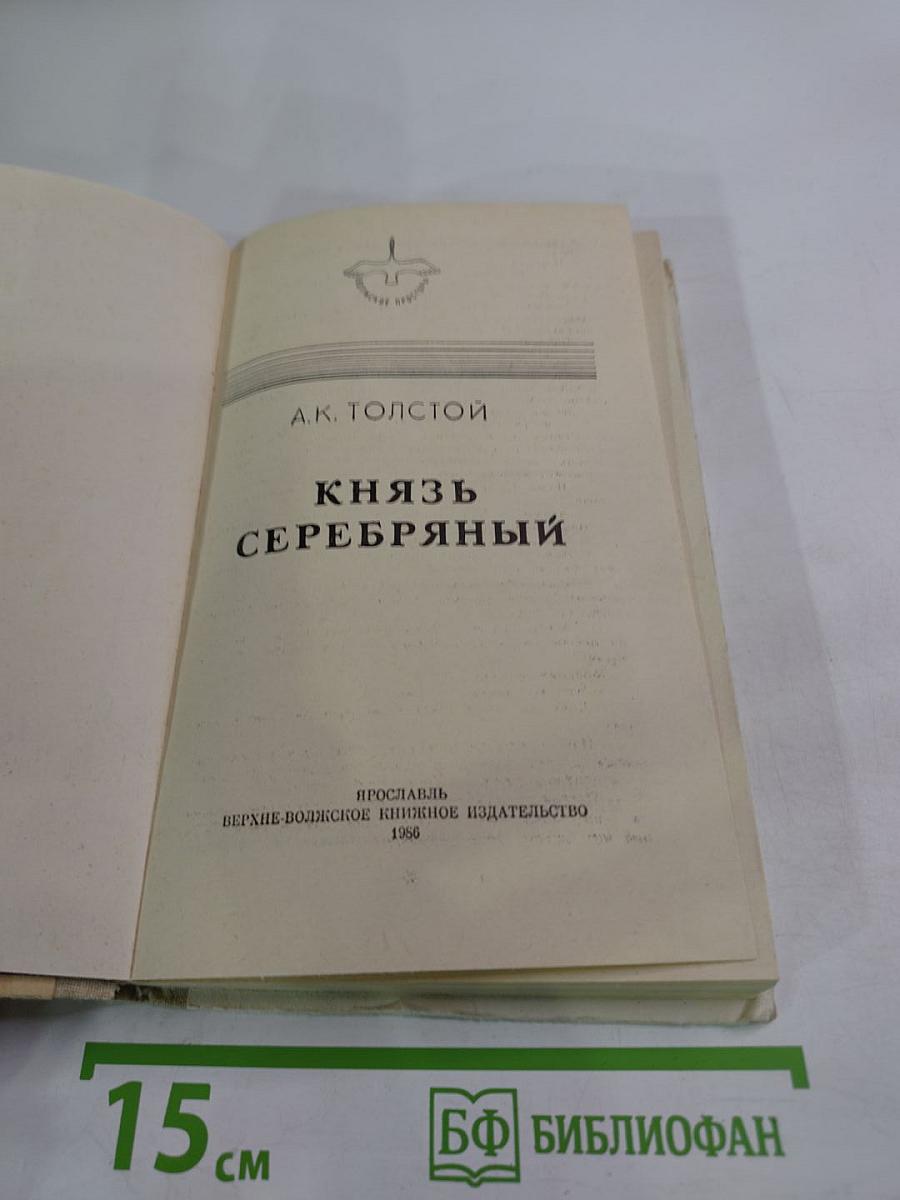 А.К. ТОЛСТОЙ
КНЯЗЬ
СЕРЕБРЯНЫЙ
ЯРОСЛАВЛЬ
ВЕРХНЕ-ВОЛЖСКОЕ КНИЖНОЕ ИЗДАТЕЛЬСТВО
1986
15 см
БФ БИБЛИОФАН